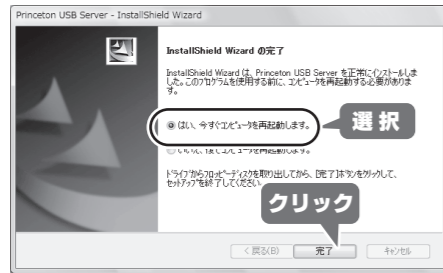 Princeton USB Server - InstallShield Wizard
InstallShield Wizard の完了
InstallShield Wizard は、Princeton USB Server を正常にインストールしま
した。このプログラムを使用する前に、コンピュータを再起動する必要がありま
す。
はい、今すぐコンピュータを再起動します。
選択
いいえ、後でコンピュータを再起動します。
ドライブからフロッピーディスクを取り出してから、[完了]ボタンをクリックして、
セットアップを終了してください。
クリック
< 戻る(B)
完了
キャンセル